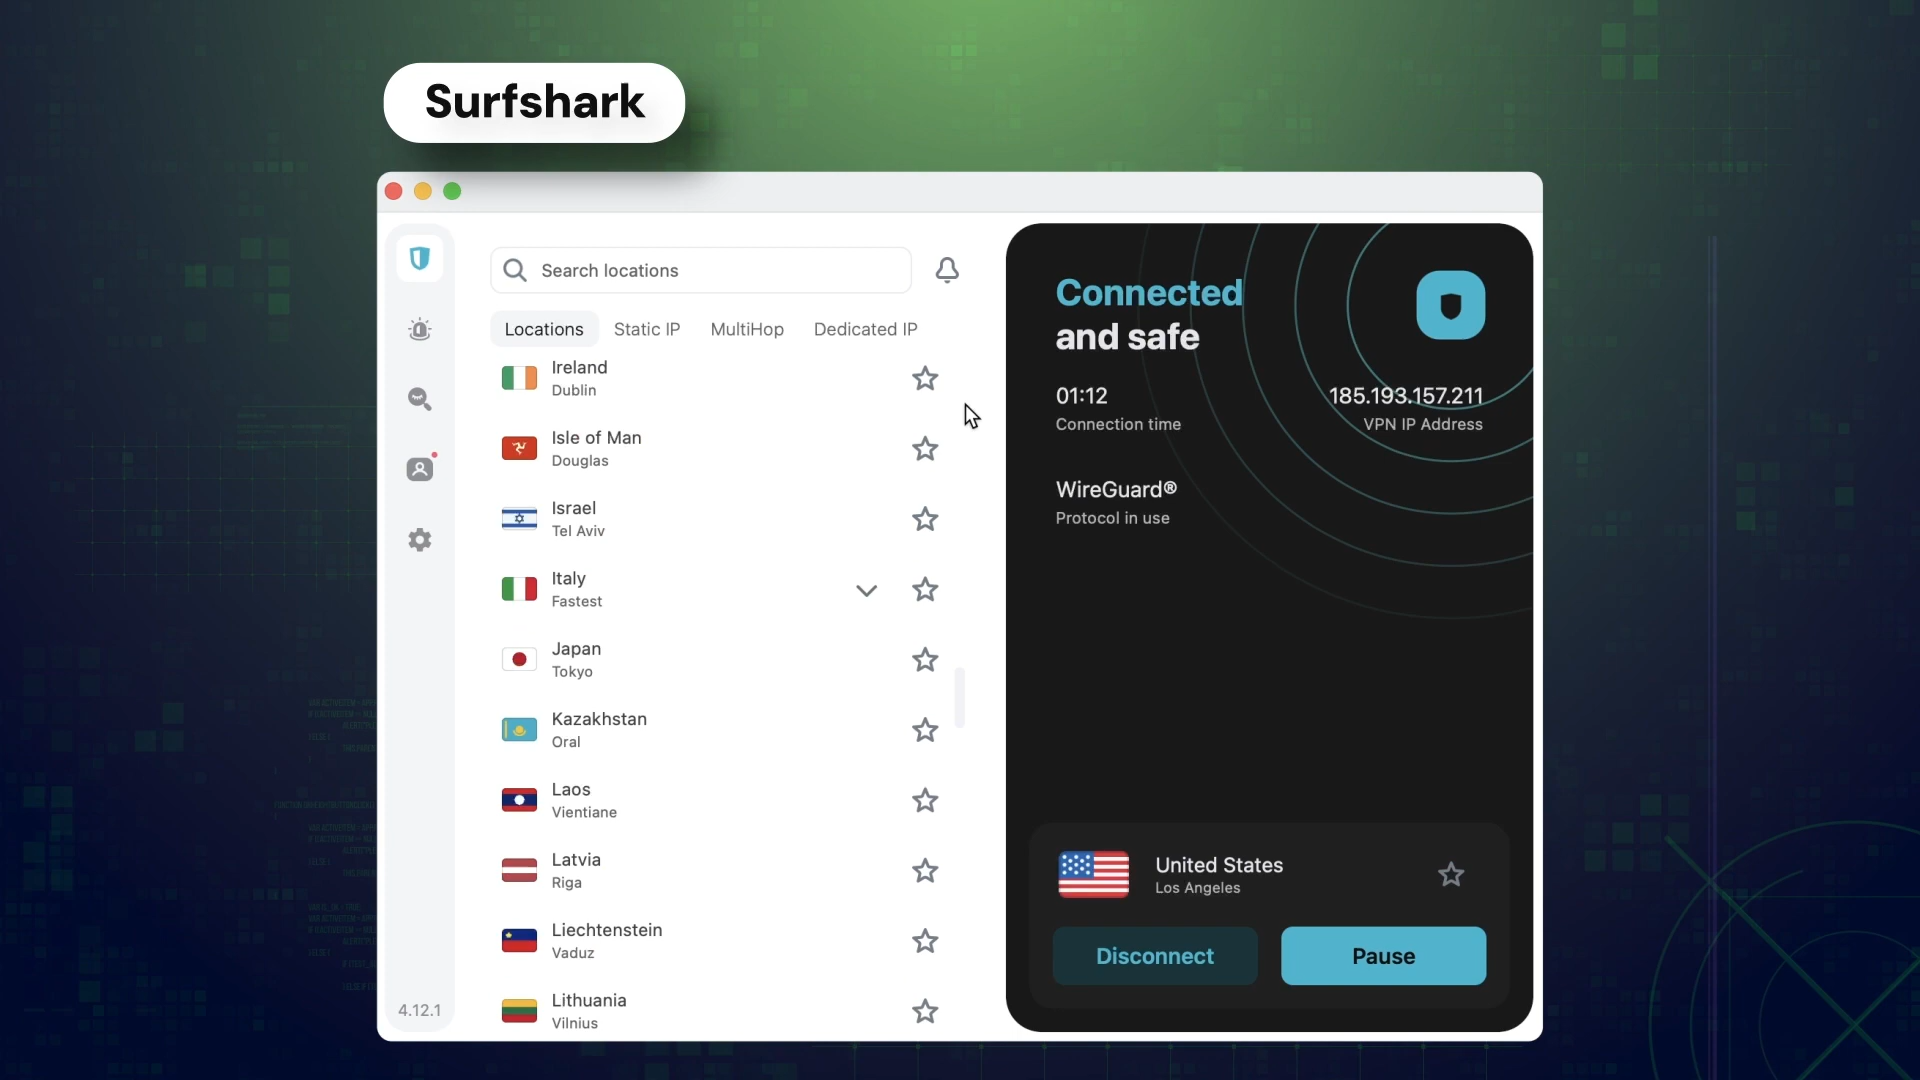 Surfshark
Search locations
Locations
Static IP
MultiHop
Dedicated IP
Ireland
Dublin
Isle of Man
Douglas
Israel
Tel Aviv
Italy
Fastest
Japan
Tokyo
Kazakhstan
Oral
Laos
Vientiane
Latvia
Riga
Liechtenstein
Vaduz
Lithuania
Vilnius
4.12.1
Connected
and safe
01:12
Connection time
185.193.157.211
VPN IP Address
WireGuard®
Protocol in use
United States
Los Angeles
Disconnect
Pause